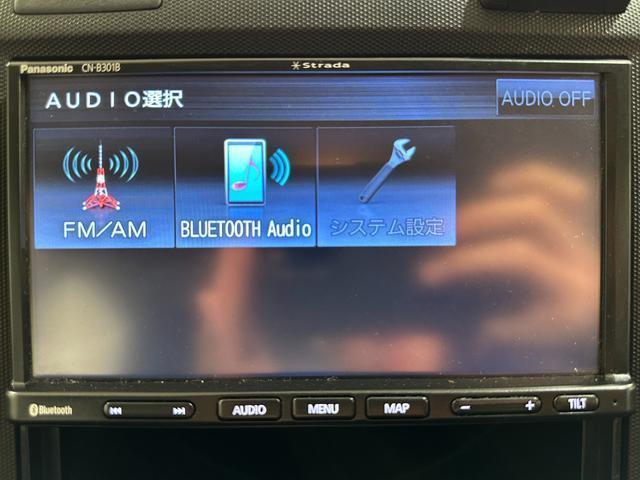 Panasonic CN-B301B
Strada
AUDIO選択
AUDIO OFF
FM/AM
BLUETOOTH Audio
システム設定
Bluetooth
AUDIO
MENU
MAP
− +
TILT